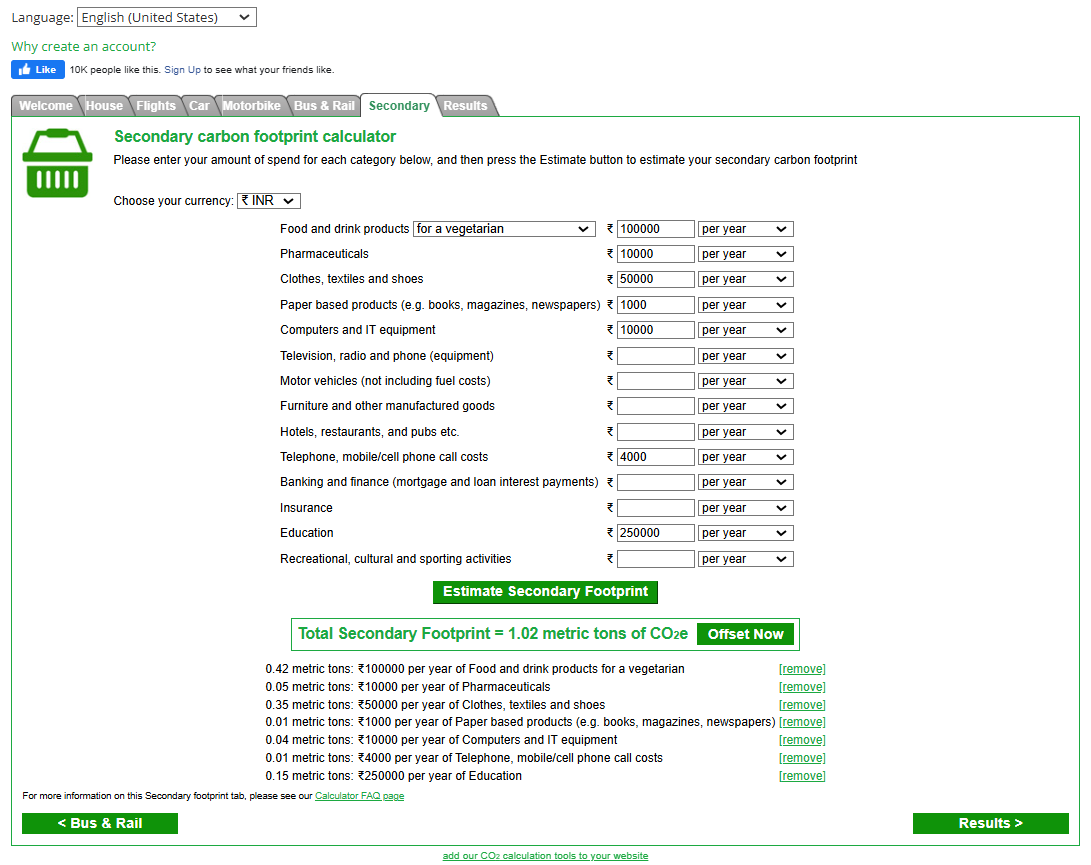 Language: English (United States)
Why create an account?
Like 10K people like this. Sign Up to see what your friends like.
Welcome House Flights Car Motorbike Bus & Rail Secondary Results
Secondary carbon footprint calculator
Please enter your amount of spend for each category below, and then press the Estimate button to estimate your secondary carbon footprint
Choose your currency: ₹ INR
Food and drink products for a vegetarian ₹ 100000 per year
Pharmaceuticals ₹ 10000 per year
Clothes, textiles and shoes ₹ 50000 per year
Paper based products (e.g. books, magazines, newspapers) ₹ 1000 per year
Computers and IT equipment ₹ 10000 per year
Television, radio and phone (equipment) ₹ per year
Motor vehicles (not including fuel costs) ₹ per year
Furniture and other manufactured goods ₹ per year
Hotels, restaurants, and pubs etc. ₹ per year
Telephone, mobile/cell phone call costs ₹ 4000 per year
Banking and finance (mortgage and loan interest payments) ₹ per year
Insurance ₹ per year
Education ₹ 250000 per year
Recreational, cultural and sporting activities ₹ per year
Estimate Secondary Footprint
Total Secondary Footprint = 1.02 metric tons of CO₂e Offset Now
0.42 metric tons: ₹100000 per year of Food and drink products for a vegetarian [remove]
0.05 metric tons: ₹10000 per year of Pharmaceuticals [remove]
0.35 metric tons: ₹50000 per year of Clothes, textiles and shoes [remove]
0.01 metric tons: ₹1000 per year of Paper based products (e.g. books, magazines, newspapers) [remove]
0.04 metric tons: ₹10000 per year of Computers and IT equipment [remove]
0.01 metric tons: ₹4000 per year of Telephone, mobile/cell phone call costs [remove]
0.15 metric tons: ₹250000 per year of Education [remove]
For more information on this Secondary footprint tab, please see our Calculator FAQ page
< Bus & Rail Results >
add our CO₂ calculation tools to your website